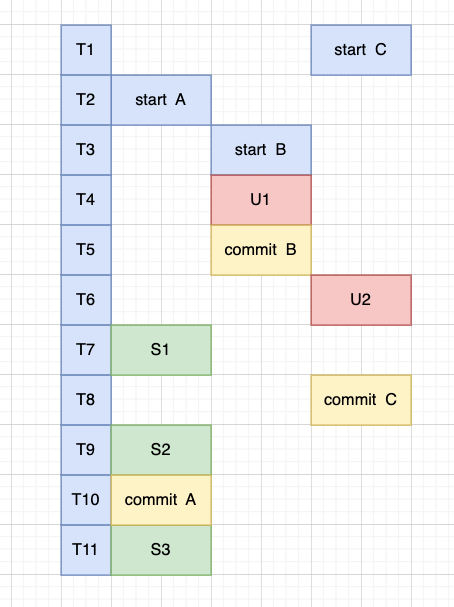 T1 start C
T2 start A
T3 start B
T4 U1
T5 commit B
T6 U2
T7 S1
T8 commit C
T9 S2
T10 commit A
T11 S3